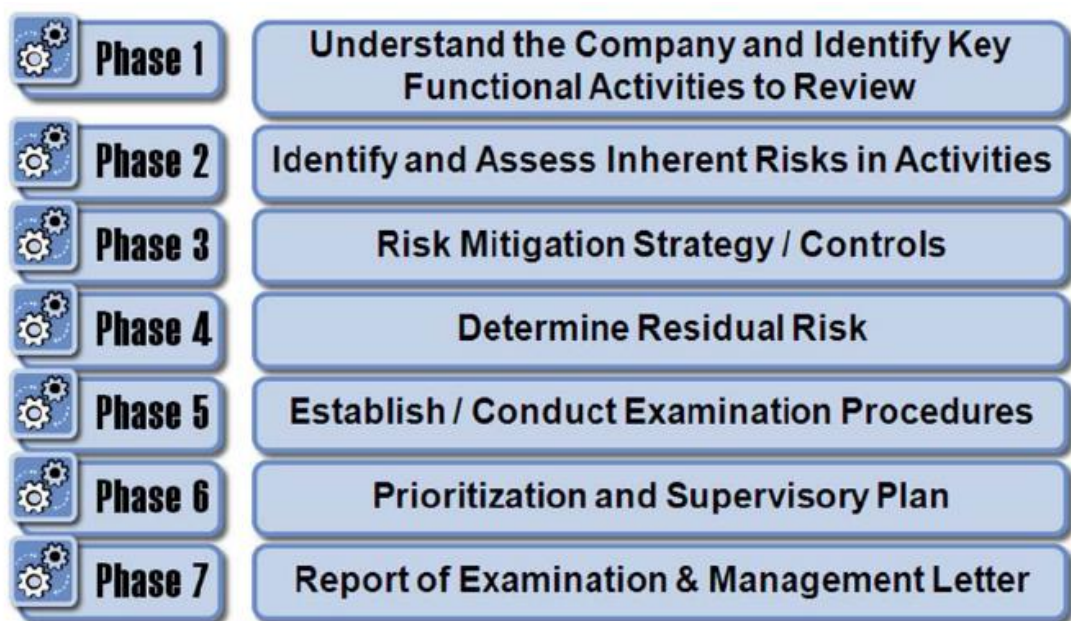 Phase 1
Understand the Company and Identify Key
Functional Activities to Review
Phase 2
Identify and Assess Inherent Risks in Activities
Phase 3
Risk Mitigation Strategy / Controls
Phase 4
Determine Residual Risk
Phase 5
Establish / Conduct Examination Procedures
Phase 6
Prioritization and Supervisory Plan
Phase 7
Report of Examination & Management Letter